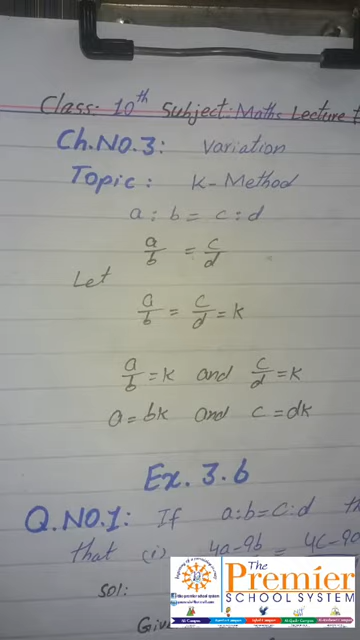 Class: 10th Subject: Maths Lecture
Ch.NO.3: Variation
Topic: K-Method
a : b = c : d
a/b = c/d
Let
a/b = c/d = k
a/b = k and c/d = k
a = bk and c = dk
Ex. 3.6
Q.NO.1: If a:b=c:d
that (i) 4a-9b = 4c-9d
Sol:
The
Premier
SCHOOL SYSTEM